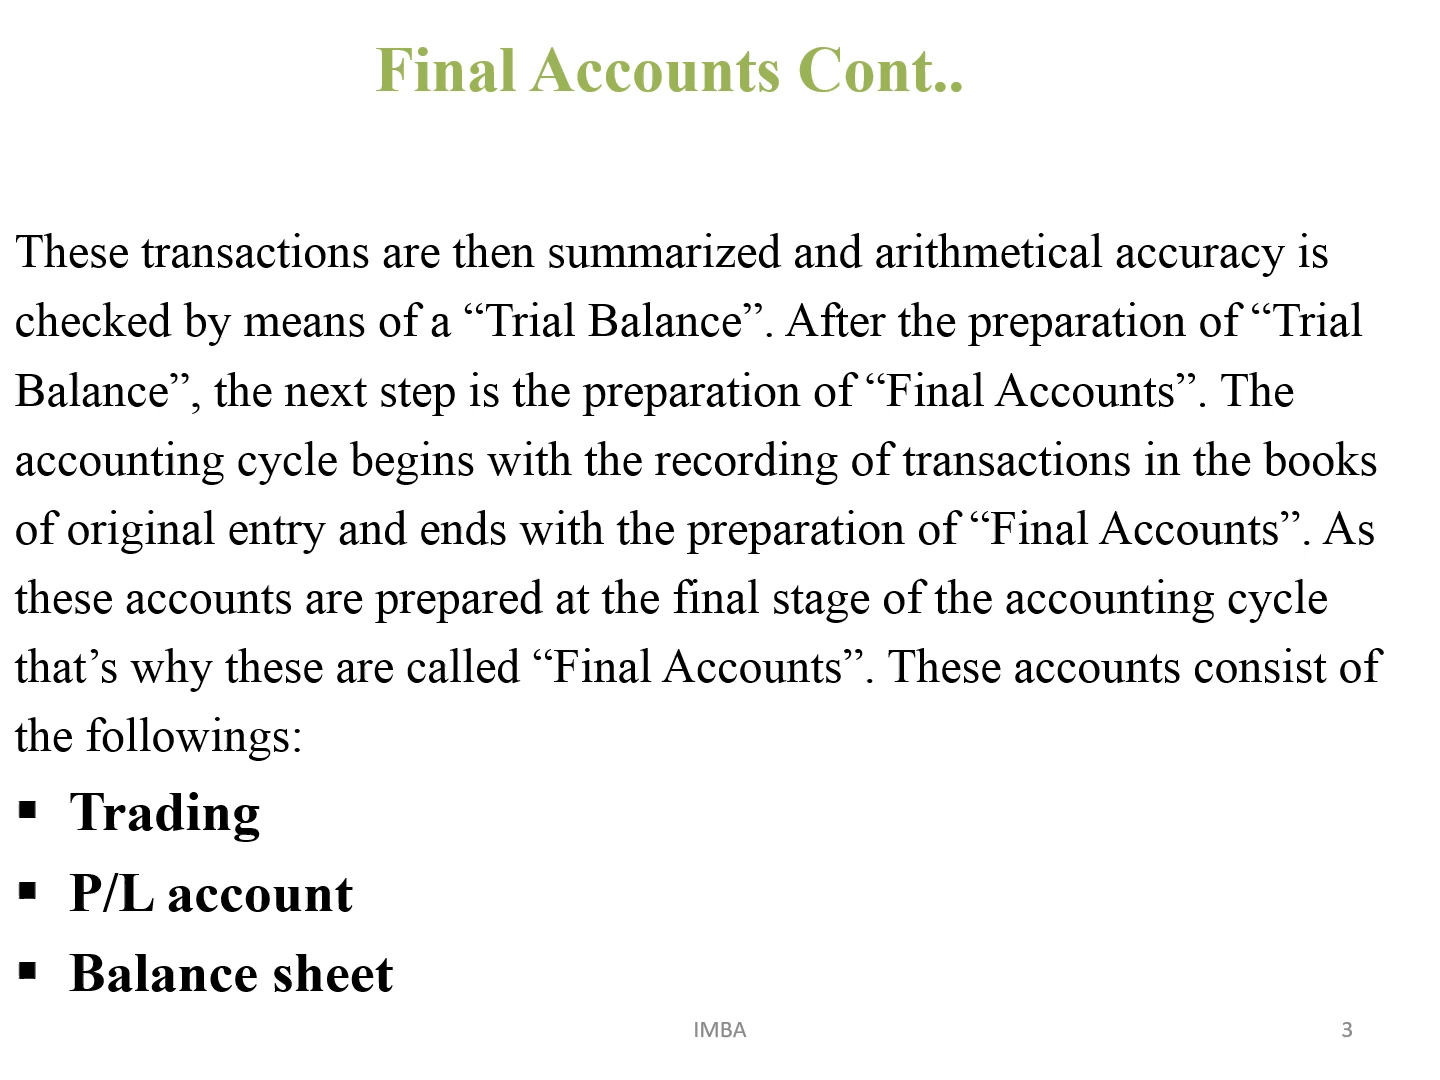 Final Accounts Cont..
These transactions are then summarized and arithmetical accuracy is
checked by means of a “Trial Balance”. After the preparation of “Trial
Balance”, the next step is the preparation of “Final Accounts”. The
accounting cycle begins with the recording of transactions in the books
of original entry and ends with the preparation of “Final Accounts”. As
these accounts are prepared at the final stage of the accounting cycle
that’s why these are called “Final Accounts”. These accounts consist of
the followings:
▪ Trading
▪ P/L account
▪ Balance sheet
IMBA
3